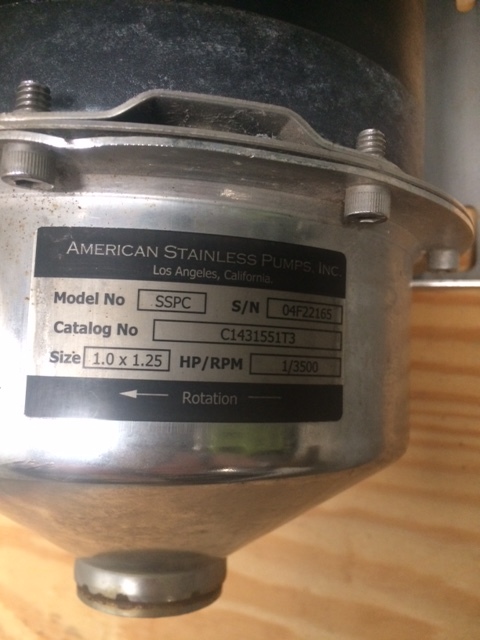 AMERICAN STAINLESS PUMPS, INC.
Los Angeles, California.
Model No SSPC S/N 04F22165
Catalog No C1431551T3
Size 1.0 x 1.25 HP/RPM 1/3500
Rotation